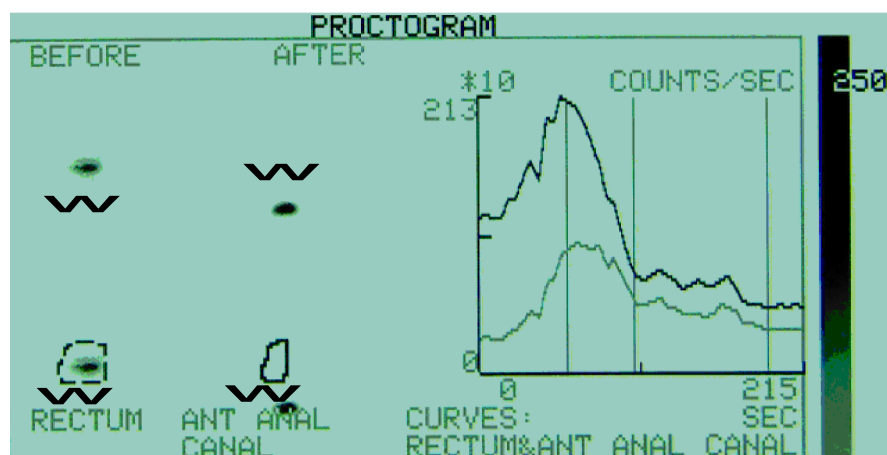 PROCTOGRAM
BEFORE AFTER
*10 COUNTS/SEC 250
213
0
0 215
RECTUM ANT ANAL CANAL
CURVES: SEC
RECTUM&ANT ANAL CANAL